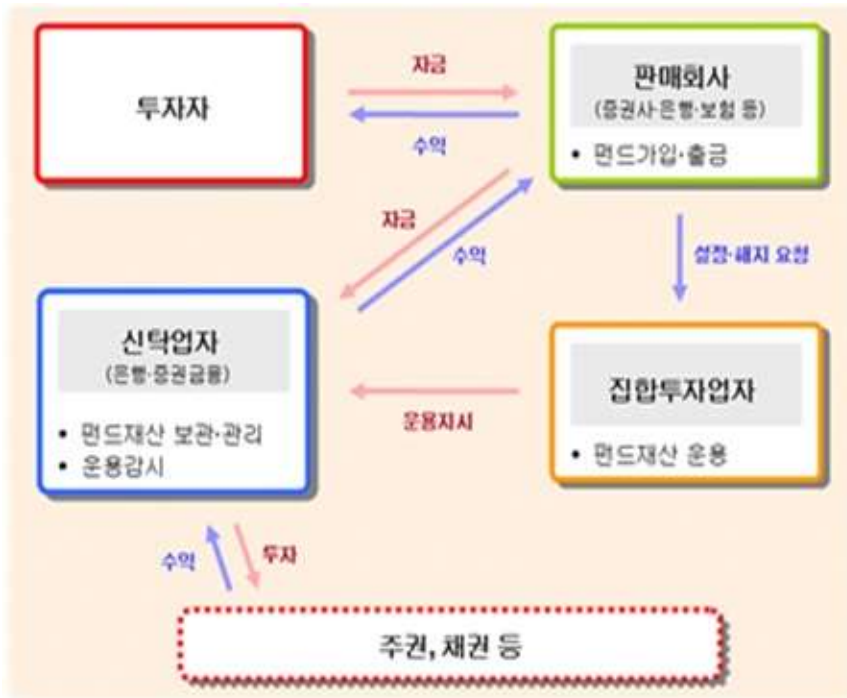 투자자
자금
수익
판매회사
(증권사·은행·보험 등)
• 펀드가입·출금
자금
수익
설정·해지 요청
신탁업자
(은행·증권금융)
• 펀드재산 보관·관리
• 운용감시
운용지시
집합투자업자
• 펀드재산 운용
수익
투자
주권, 채권 등